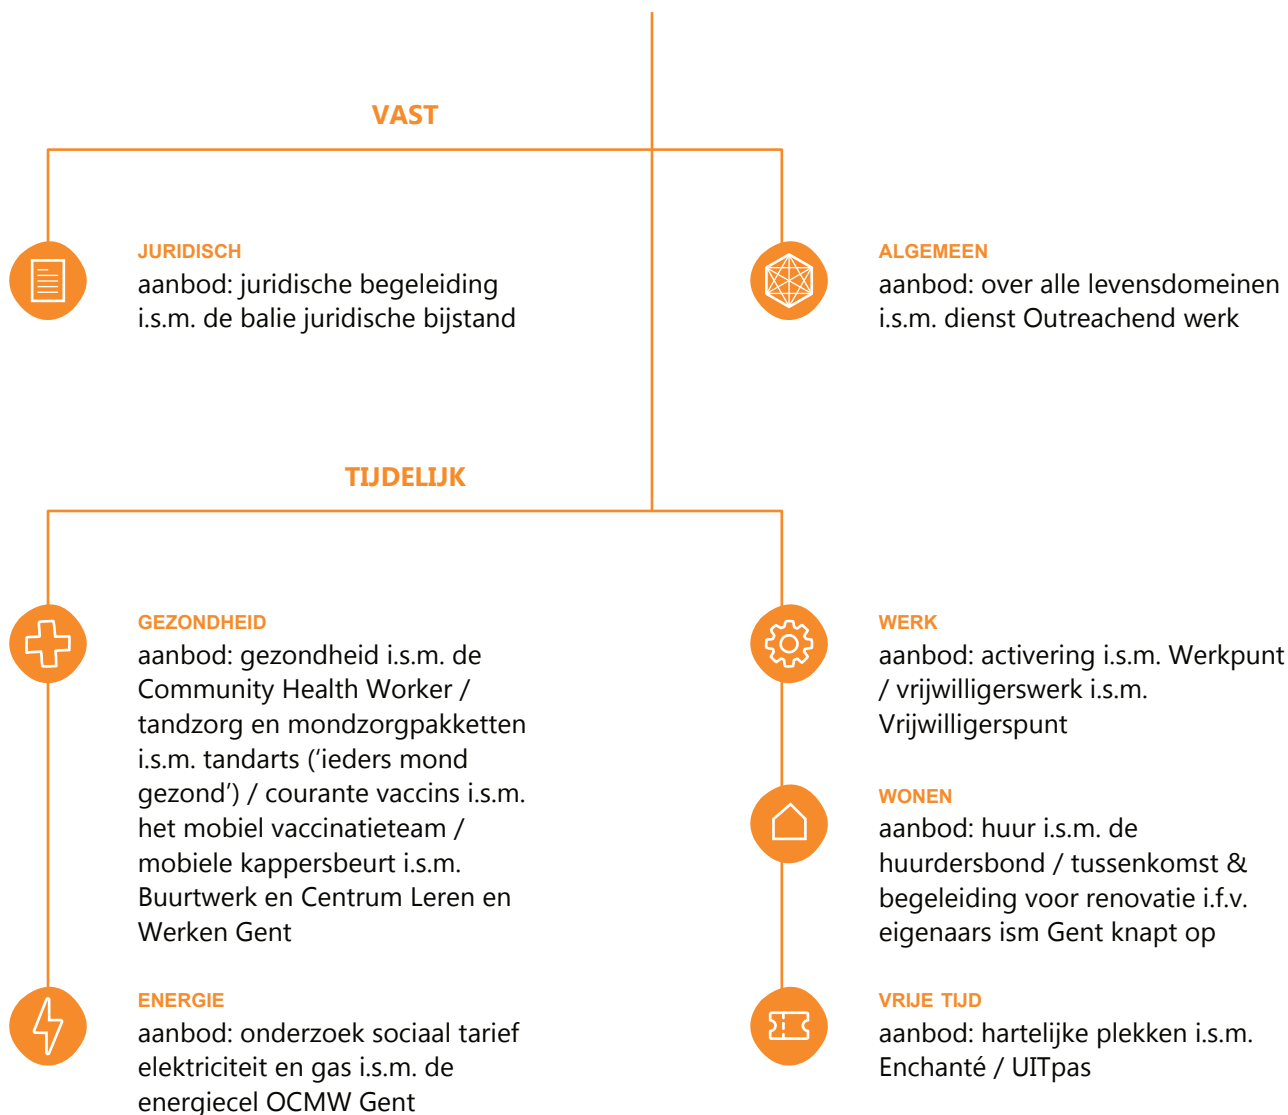 VAST
JURIDISCH
aanbod: juridische begeleiding
i.s.m. de balie juridische bijstand
ALGEMEEN
aanbod: over alle levensdomeinen
i.s.m. dienst Outreachend werk
TIJDELIJK
GEZONDHEID
aanbod: gezondheid i.s.m. de
Community Health Worker /
tandzorg en mondzorgpakketten
i.s.m. tandarts (‘ieders mond
gezond’) / courante vaccins i.s.m.
het mobiel vaccinatieteam /
mobiele kappersbeurt i.s.m.
Buurtwerk en Centrum Leren en
Werken Gent
ENERGIE
aanbod: onderzoek sociaal tarief
elektriciteit en gas i.s.m. de
energiecel OCMW Gent
WERK
aanbod: activering i.s.m. Werkpunt
/ vrijwilligerswerk i.s.m.
Vrijwilligerspunt
WONEN
aanbod: huur i.s.m. de
huurdersbond / tussenkomst &
begeleiding voor renovatie i.f.v.
eigenaars ism Gent knapt op
VRIJE TIJD
aanbod: hartelijke plekken i.s.m.
Enchanté / UITpas